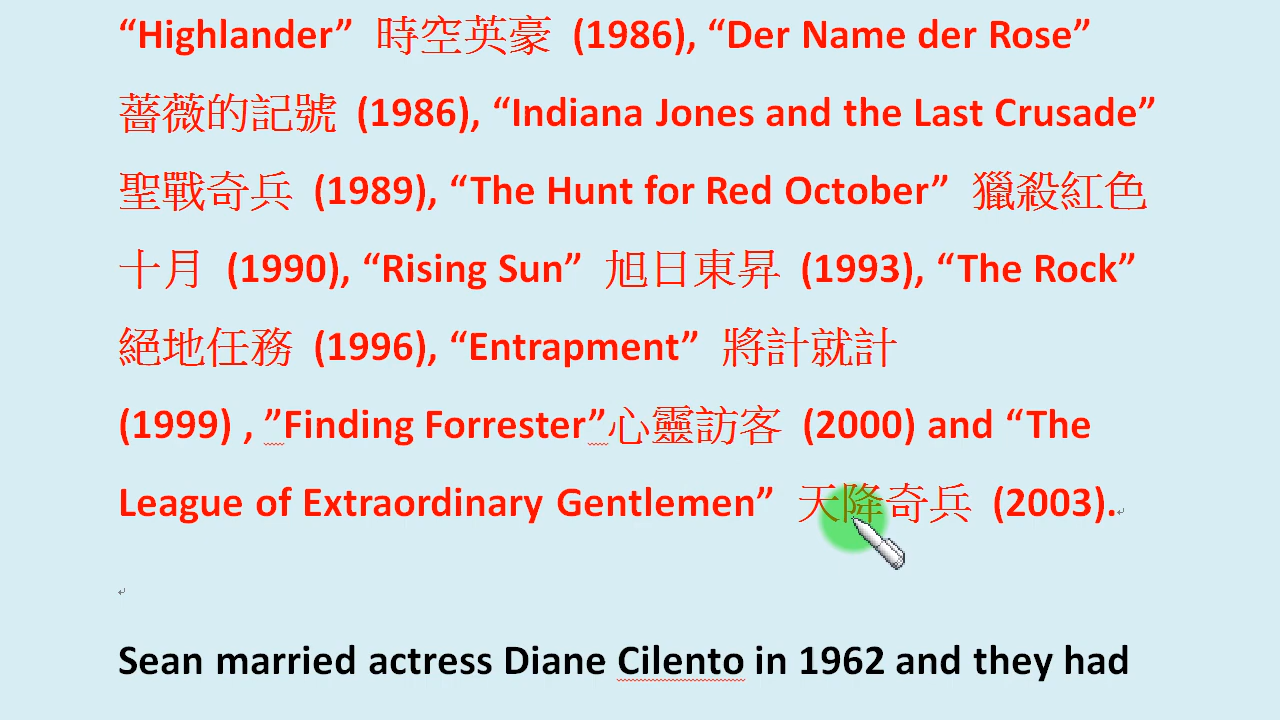 “Highlander” 時空英豪 (1986), “Der Name der Rose”
薔薇的記號 (1986), “Indiana Jones and the Last Crusade”
聖戰奇兵 (1989), “The Hunt for Red October” 獵殺紅色
十月 (1990), “Rising Sun” 旭日東昇 (1993), “The Rock”
絕地任務 (1996), “Entrapment” 將計就計
(1999) , ”Finding Forrester”心靈訪客 (2000) and “The
League of Extraordinary Gentlemen” 天降奇兵 (2003).
Sean married actress Diane Cilento in 1962 and they had